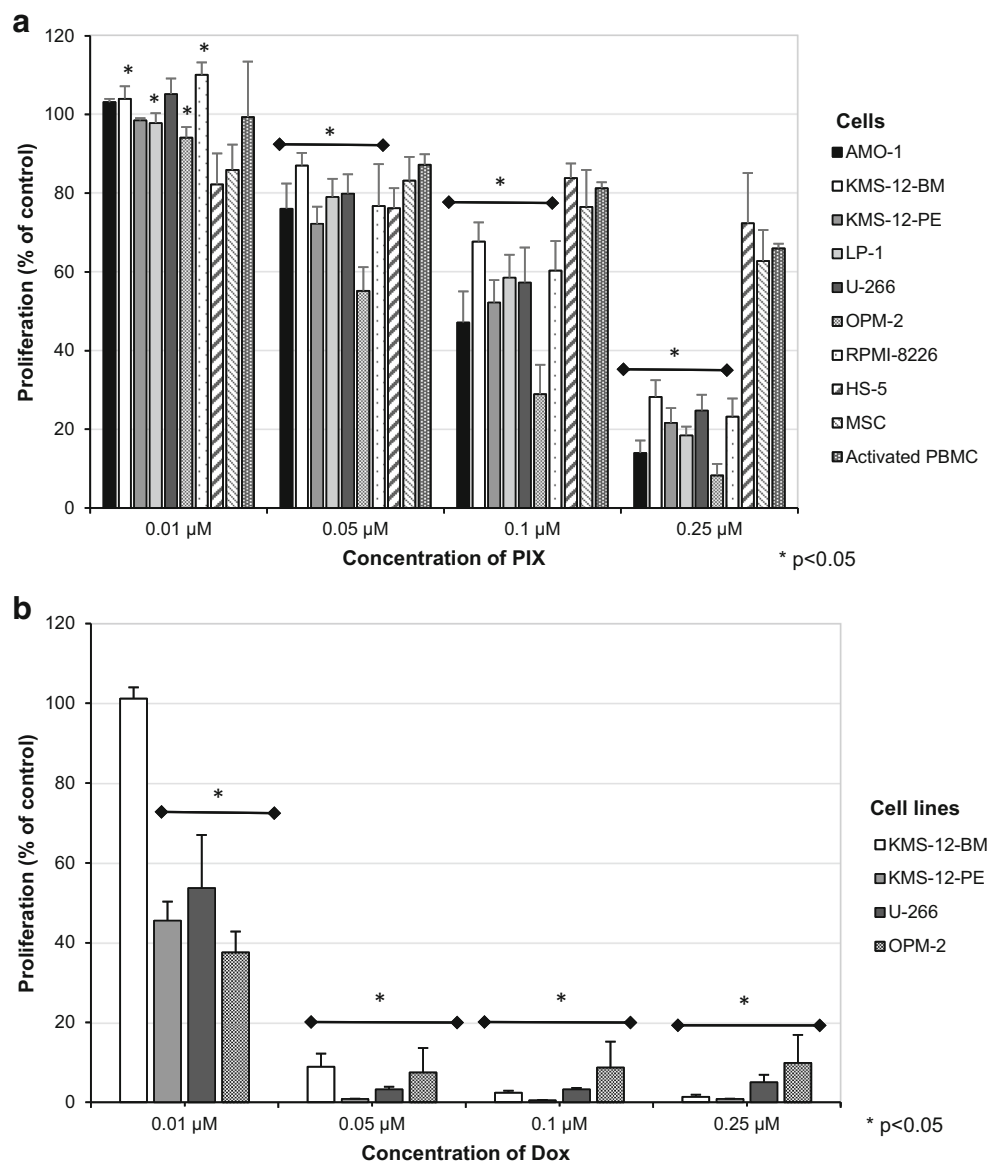 a
120
100
80
60
40
20
0
Proliferation (% of control)
* * * *
*
*
*
0.01 µM 0.05 µM 0.1 µM 0.25 µM
Concentration of PIX
* p<0.05
Cells
AMO-1
KMS-12-BM
KMS-12-PE
LP-1
U-266
OPM-2
RPMI-8226
HS-5
MSC
Activated PBMC
b
120
100
80
60
40
20
0
Proliferation (% of control)
*
*
*
*
0.01 µM 0.05 µM 0.1 µM 0.25 µM
Concentration of Dox
* p<0.05
Cell lines
KMS-12-BM
KMS-12-PE
U-266
OPM-2